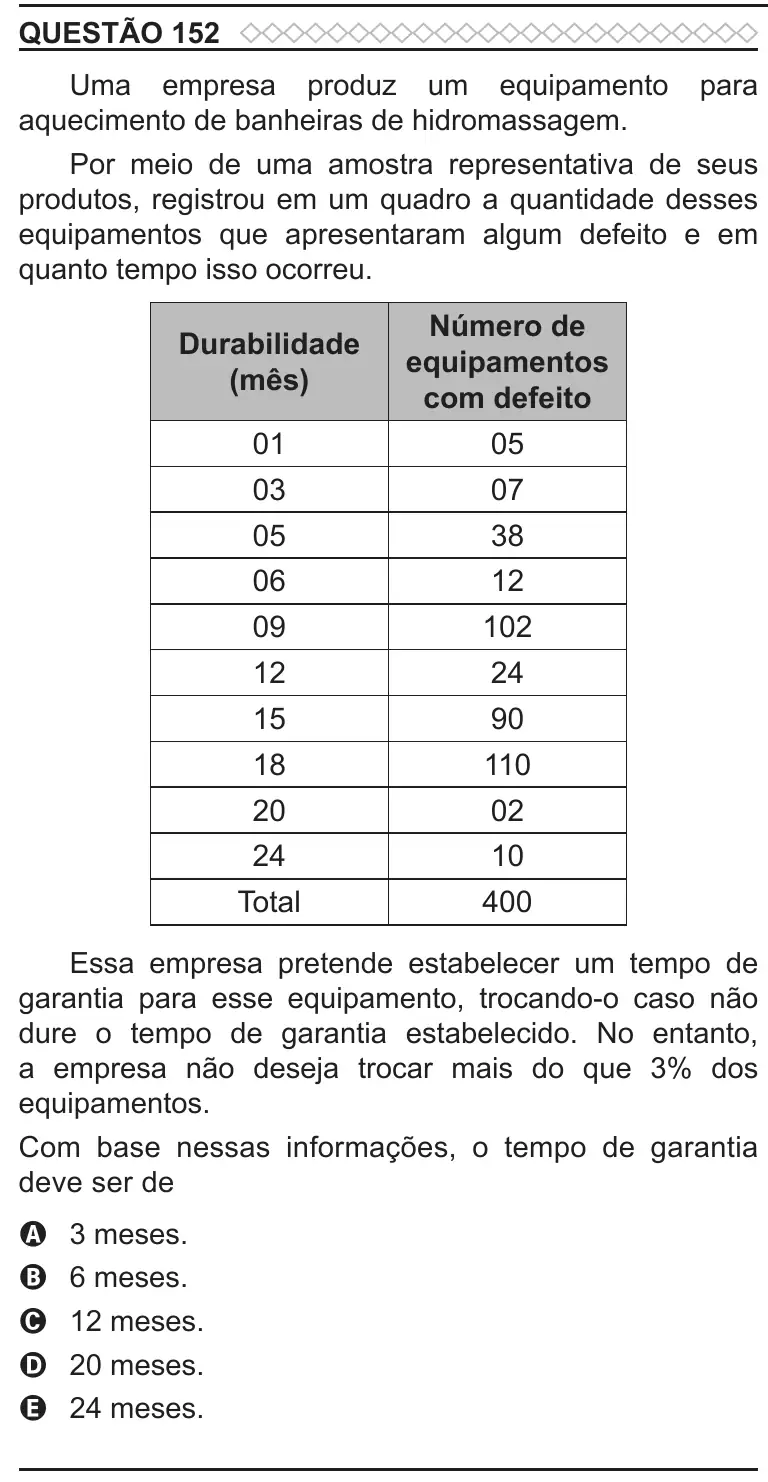 QUESTÃO 152
Uma empresa produz um equipamento para
aquecimento de banheiras de hidromassagem.
Por meio de uma amostra representativa de seus
produtos, registrou em um quadro a quantidade desses
equipamentos que apresentaram algum defeito e em
quanto tempo isso ocorreu.
Durabilidade
(mês)
Número de
equipamentos
com defeito
01 05
03 07
05 38
06 12
09 102
12 24
15 90
18 110
20 02
24 10
Total 400
Essa empresa pretende estabelecer um tempo de
garantia para esse equipamento, trocando-o caso não
dure o tempo de garantia estabelecido. No entanto,
a empresa não deseja trocar mais do que 3% dos
equipamentos.
Com base nessas informações, o tempo de garantia
deve ser de
A 3 meses.
B 6 meses.
C 12 meses.
D 20 meses.
E 24 meses.